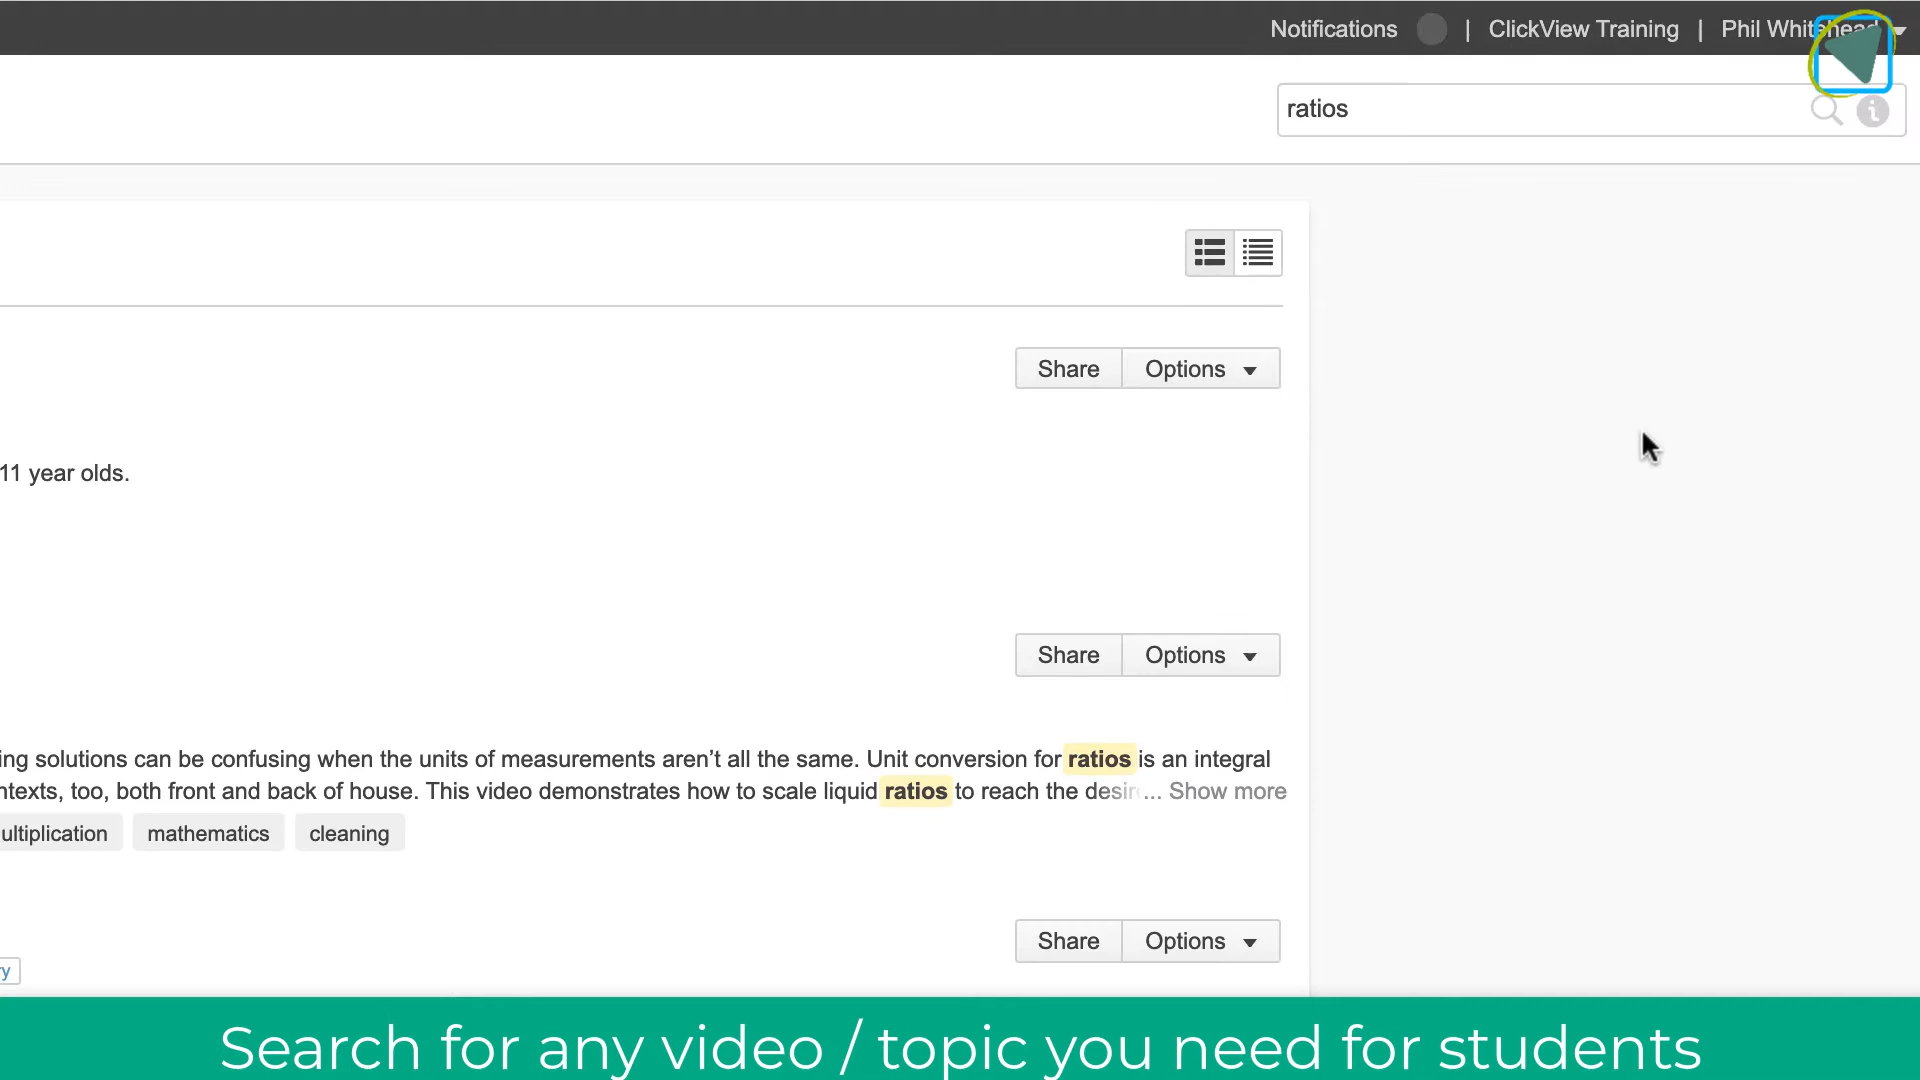 Notifications | ClickView Training | Phil Whitehead
ratios
Share Options
11 year olds.
Share Options
ing solutions can be confusing when the units of measurements aren’t all the same. Unit conversion for ratios is an integral
ntexts, too, both front and back of house. This video demonstrates how to scale liquid ratios to reach the desir... Show more
ultiplication mathematics cleaning
Share Options
ry
Search for any video / topic you need for students